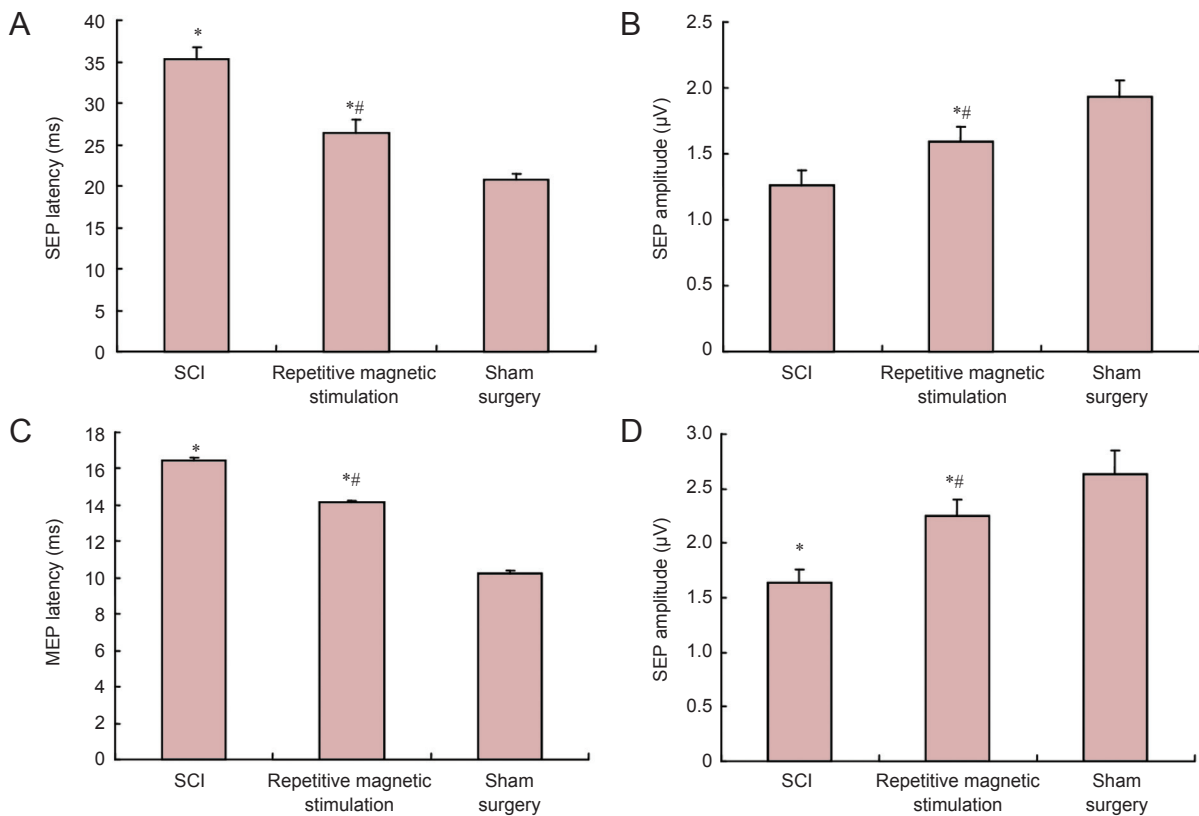 A
SEP latency (ms)
40
35
30
25
20
15
10
5
0
*
*#
SCI
Repetitive magnetic
stimulation
Sham
surgery
B
SEP amplitude (µV)
2.5
2.0
1.5
1.0
0.5
0
*#
SCI
Repetitive magnetic
stimulation
Sham
surgery
C
MEP latency (ms)
18
16
14
12
10
8
6
4
2
0
*
*#
SCI
Repetitive magnetic
stimulation
Sham
surgery
D
SEP amplitude (µV)
3.0
2.5
2.0
1.5
1.0
0.5
0
*
*#
SCI
Repetitive magnetic
stimulation
Sham
surgery